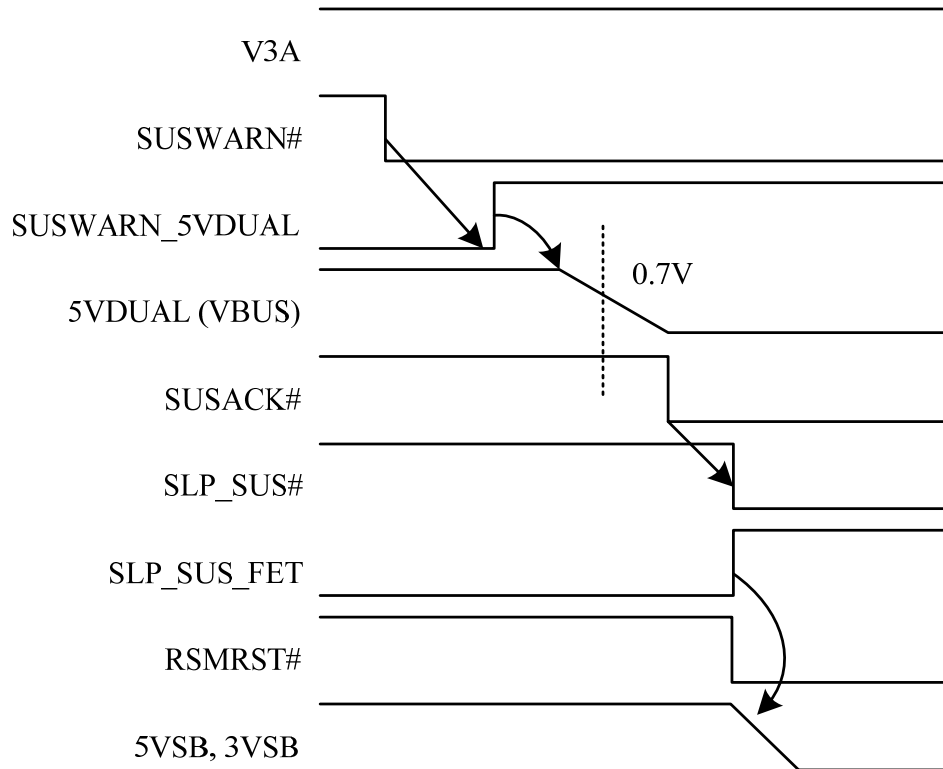 V3A
SUSWARN#
SUSWARN_5VDUAL
0.7V
5VDUAL (VBUS)
SUSACK#
SLP_SUS#
SLP_SUS_FET
RSMRST#
5VSB, 3VSB